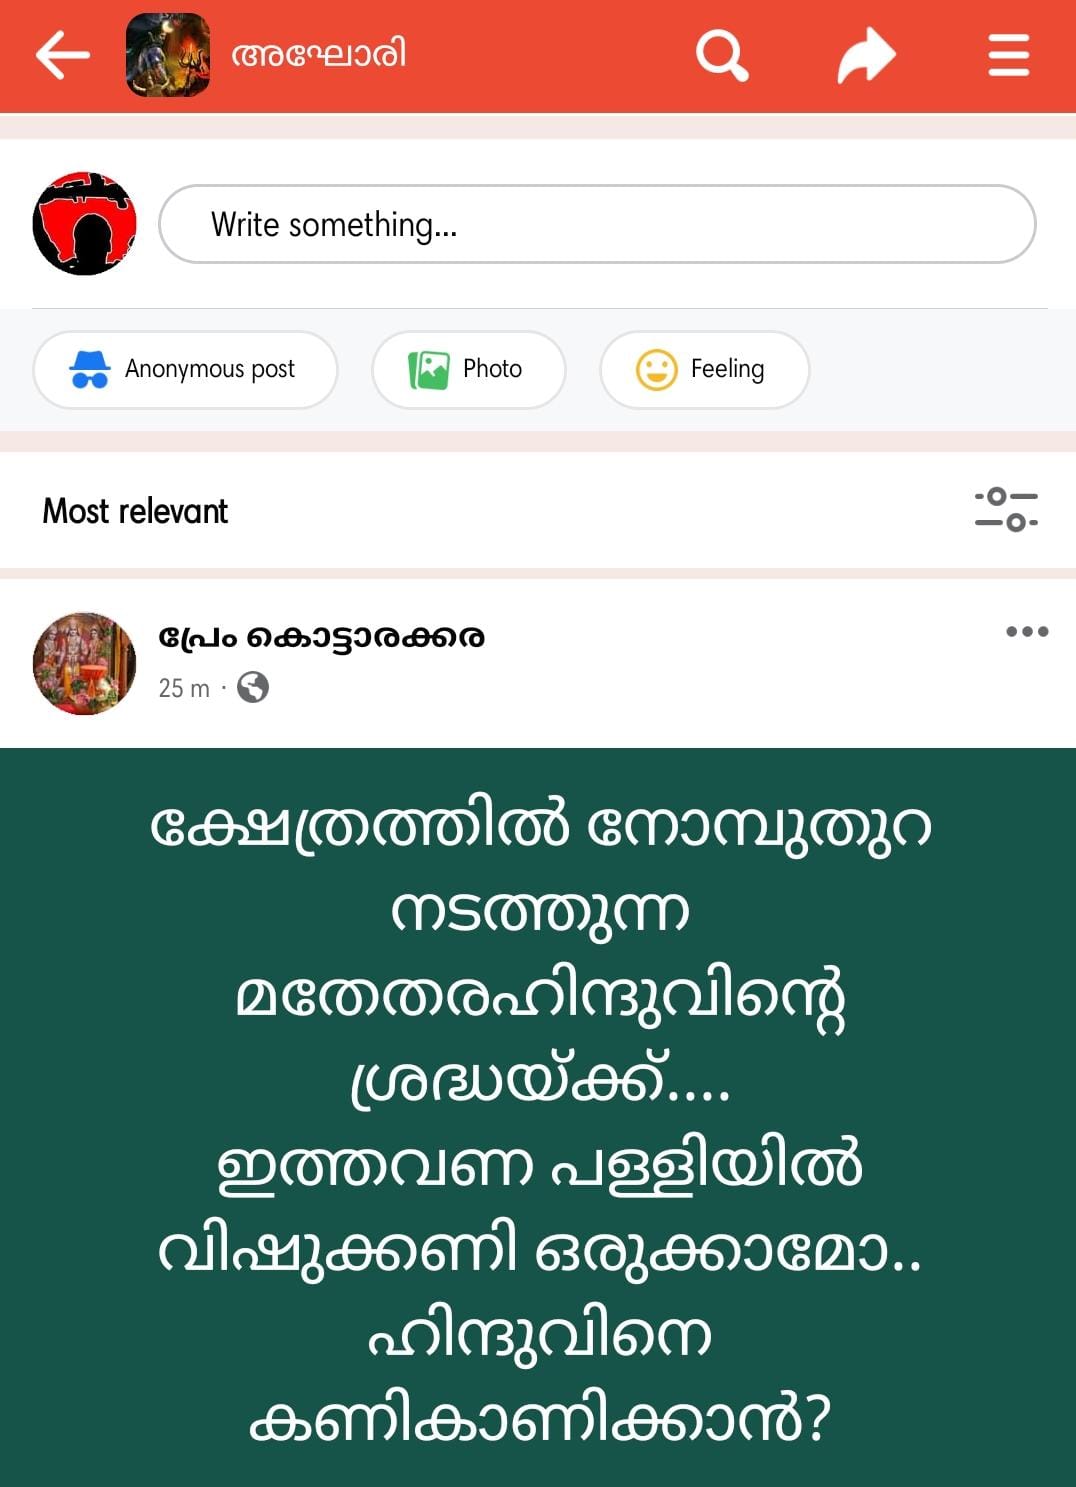 അഘോരി
Write something...
Anonymous post
Photo
Feeling
Most relevant
പ്രേം കൊട്ടാരക്കര
25 m ·
ക്ഷേത്രത്തിൽ നോമ്പുതുറ
നടത്തുന്ന
മതേതരഹിന്ദുവിന്റെ
ശ്രദ്ധയ്ക്ക്....
ഇത്തവണ പള്ളിയിൽ
വിഷുക്കണി ഒരുക്കാമോ..
ഹിന്ദുവിനെ
കണികാണിക്കാൻ?